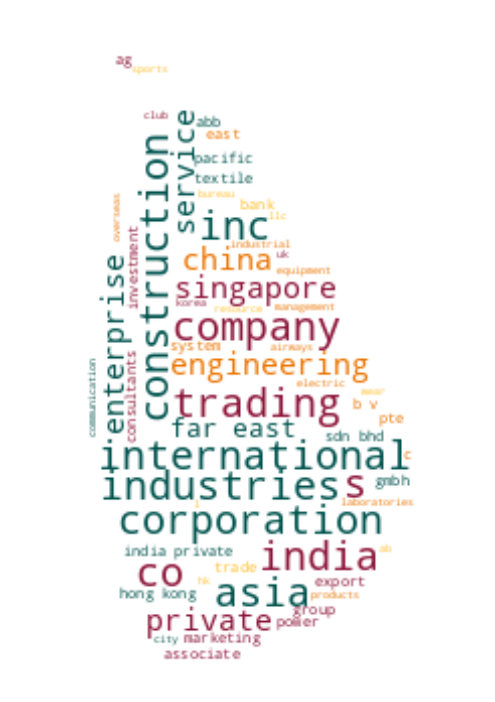 ag
sports
club
service
abb
east
construction
pacific
textile
overseas
bureau
bank
llc
inc
investment
industrial
uk
china
enterprise
equipment
singapore
korma
resource
management
company
system
airways
consultants
engineering
communication
electric
wear
trading
b v
pte
far east
sdn bhd
international
c
industries
s
gmbh
laboratories
l
corporation
india private
india
ab
co
trade
hk
export
hong kong
asia
products
group
private
power
city
marketing
associate